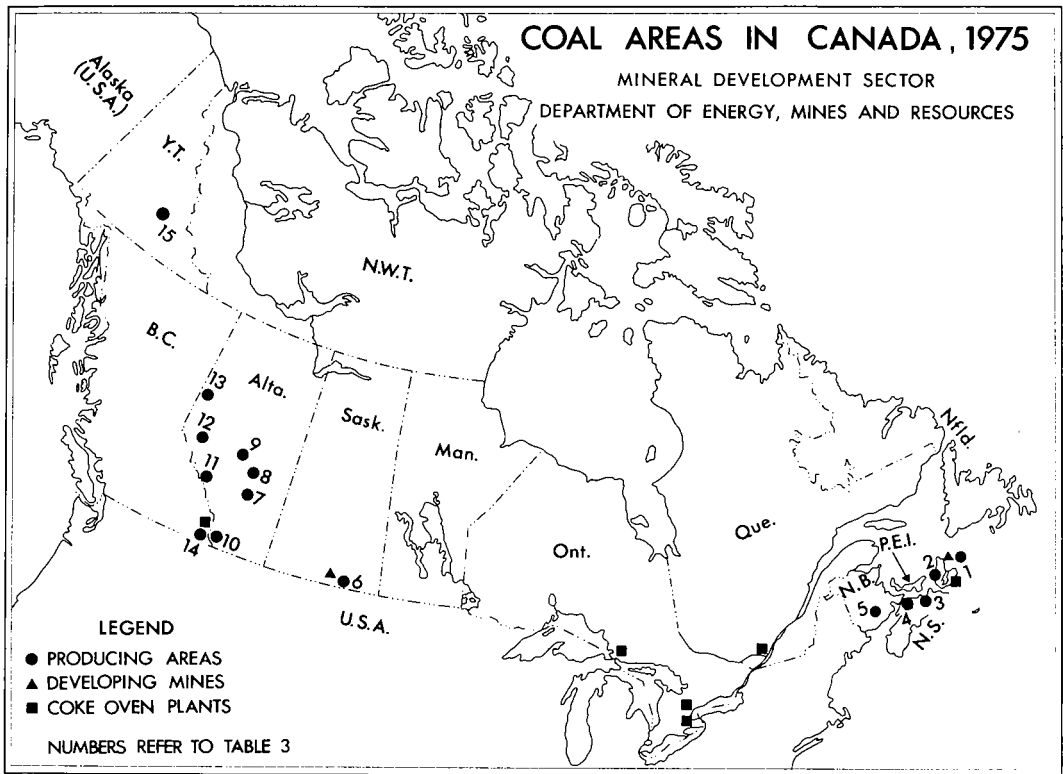 COAL AREAS IN CANADA, 1975
MINERAL DEVELOPMENT SECTOR
DEPARTMENT OF ENERGY, MINES AND RESOURCES
Alaska
(U.S.A.)
Y.T.
15
N.W.T.
B.C.
13
Alta.
12
9
Sask.
11
8
Man.
7
14
10
6
U.S.A.
Ont.
Que.
Nfld.
P.E.I.
N.B.
2
1
5
4
3
N.S.
LEGEND
PRODUCING AREAS
DEVELOPING MINES
COKE OVEN PLANTS
NUMBERS REFER TO TABLE 3